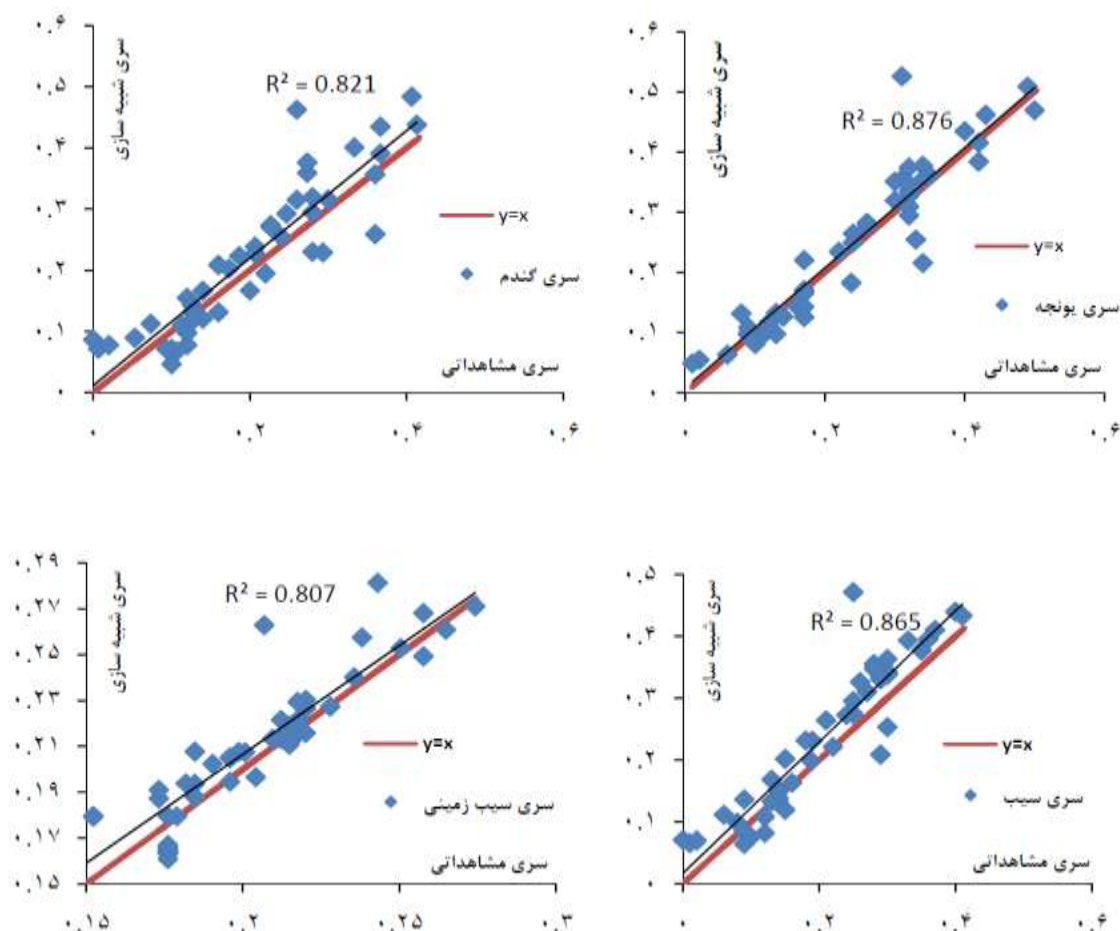 ۰.۶
۰.۵
۰.۴
۰.۳
۰.۲
۰.۱
۰
سری شبیه سازی
R² = 0.821
y=x
سری گندم
سری مشاهداتی
۰
۰.۲
۰.۴
۰.۶
۰.۶
۰.۵
۰.۴
۰.۳
۰.۲
۰.۱
۰
سری شبیه سازی
R² = 0.876
y=x
سری یونجه
سری مشاهداتی
۰
۰.۲
۰.۴
۰.۶
۰.۲۹
۰.۲۷
۰.۲۵
۰.۲۳
۰.۲۱
۰.۱۹
۰.۱۷
۰.۱۵
سری شبیه سازی
R² = 0.807
y=x
سری سیب زمینی
سری مشاهداتی
۰.۱۵
۰.۲
۰.۲۵
۰.۳
۰.۵
۰.۴
۰.۳
۰.۲
۰.۱
۰
سری شبیه سازی
R² = 0.865
y=x
سری سیب
سری مشاهداتی
۰
۰.۲
۰.۴
۰.۶